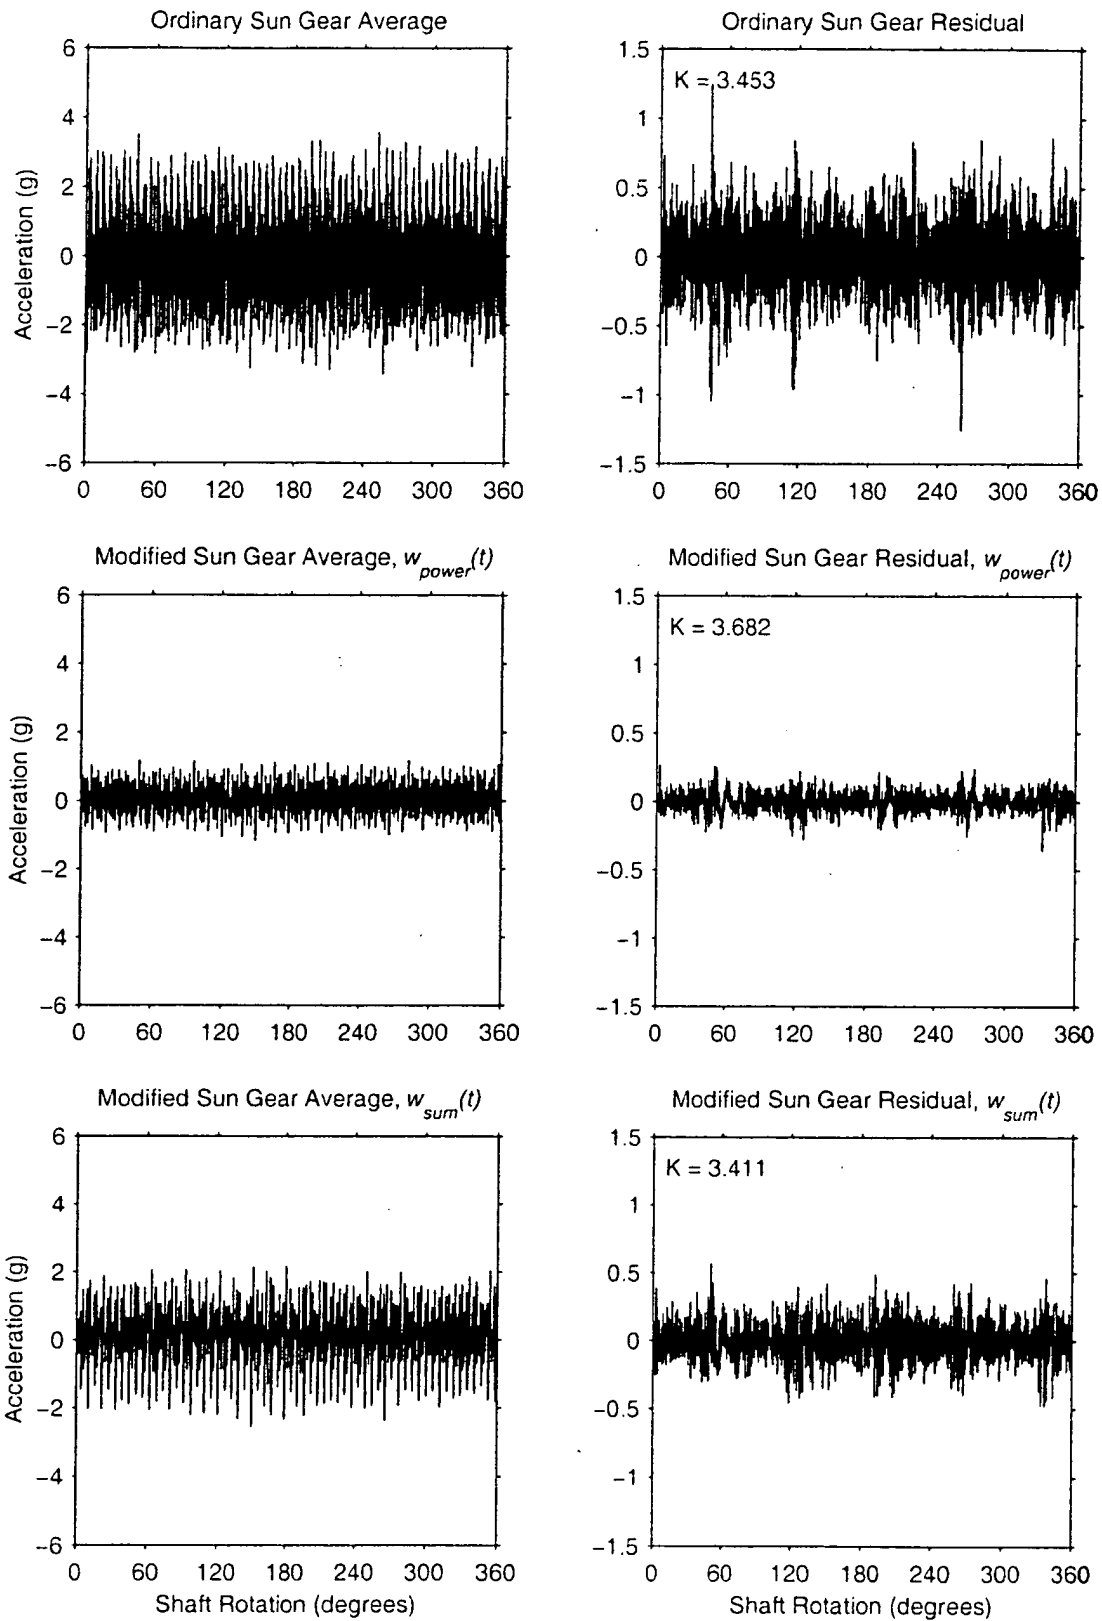 Ordinary Sun Gear Average
6
4
2
0
−2
−4
−6
Acceleration (g)
0 60 120 180 240 300 360
Ordinary Sun Gear Residual
K = 3.453
1.5
1
0.5
0
−0.5
−1
−1.5
0 60 120 180 240 300 360
Modified Sun Gear Average, w_power(t)
6
4
2
0
−2
−4
−6
Acceleration (g)
0 60 120 180 240 300 360
Modified Sun Gear Residual, w_power(t)
K = 3.682
1.5
1
0.5
0
−0.5
−1
−1.5
0 60 120 180 240 300 360
Modified Sun Gear Average, w_sum(t)
6
4
2
0
−2
−4
−6
Acceleration (g)
0 60 120 180 240 300 360
Shaft Rotation (degrees)
Modified Sun Gear Residual, w_sum(t)
K = 3.411
1.5
1
0.5
0
−0.5
−1
−1.5
0 60 120 180 240 300 360
Shaft Rotation (degrees)